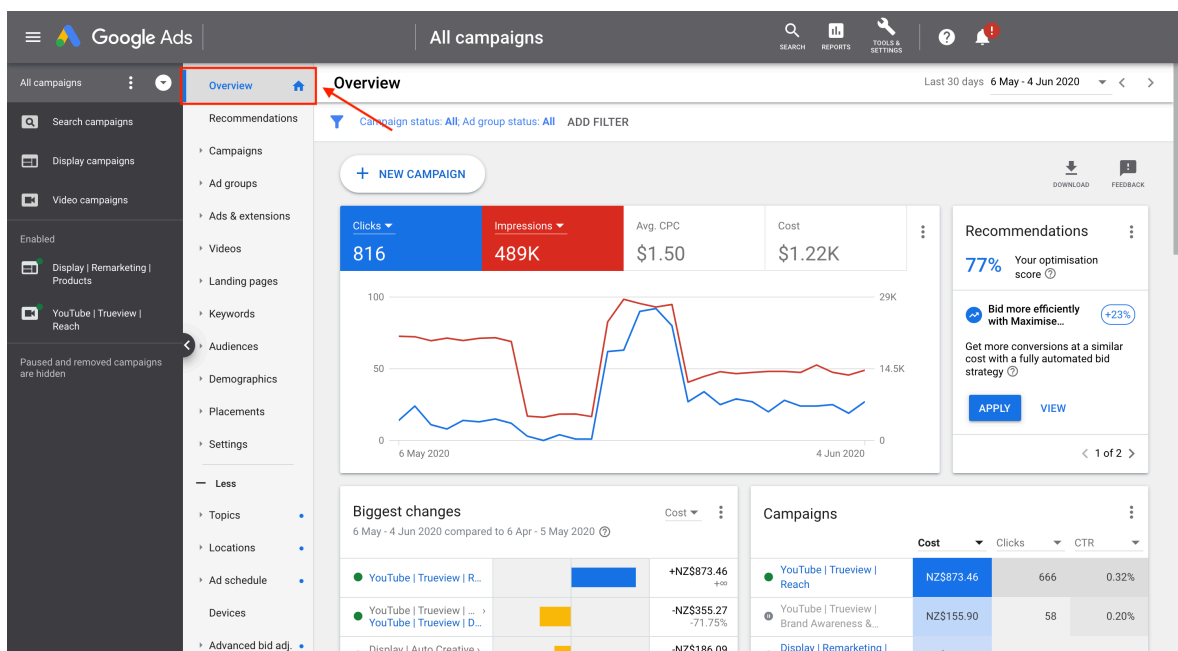 Google Ads
All campaigns
SEARCH
REPORTS
TOOLS & SETTINGS
All campaigns
Search campaigns
Display campaigns
Video campaigns
Enabled
Display | Remarketing |
Products
YouTube | Trueview |
Reach
Paused and removed campaigns
are hidden
Overview
Recommendations
Campaigns
Ad groups
Ads & extensions
Videos
Landing pages
Keywords
Audiences
Demographics
Placements
Settings
Less
Topics
Locations
Ad schedule
Devices
Advanced bid adj.
Overview
Last 30 days 6 May - 4 Jun 2020
Campaign status: All; Ad group status: All ADD FILTER
+ NEW CAMPAIGN
DOWNLOAD
FEEDBACK
Clicks
816
Impressions
489K
Avg. CPC
$1.50
Cost
$1.22K
100
50
0
29K
14.5K
0
6 May 2020
4 Jun 2020
Recommendations
77%
Your optimisation
score
Bid more efficiently
with Maximise...
+23%
Get more conversions at a similar
cost with a fully automated bid
strategy
APPLY
VIEW
1 of 2
Biggest changes
Cost
6 May - 4 Jun 2020 compared to 6 Apr - 5 May 2020
YouTube | Trueview | R...
+NZ$873.46
+∞
YouTube | Trueview | ... ›
YouTube | Trueview | D...
-NZ$355.27
-71.75%
Display | Auto Creative ›
-NZ$186.09
Campaigns
Cost
Clicks
CTR
YouTube | Trueview |
Reach
NZ$873.46
666
0.32%
YouTube | Trueview |
Brand Awareness &...
NZ$155.90
58
0.20%
Display | Remarketing |